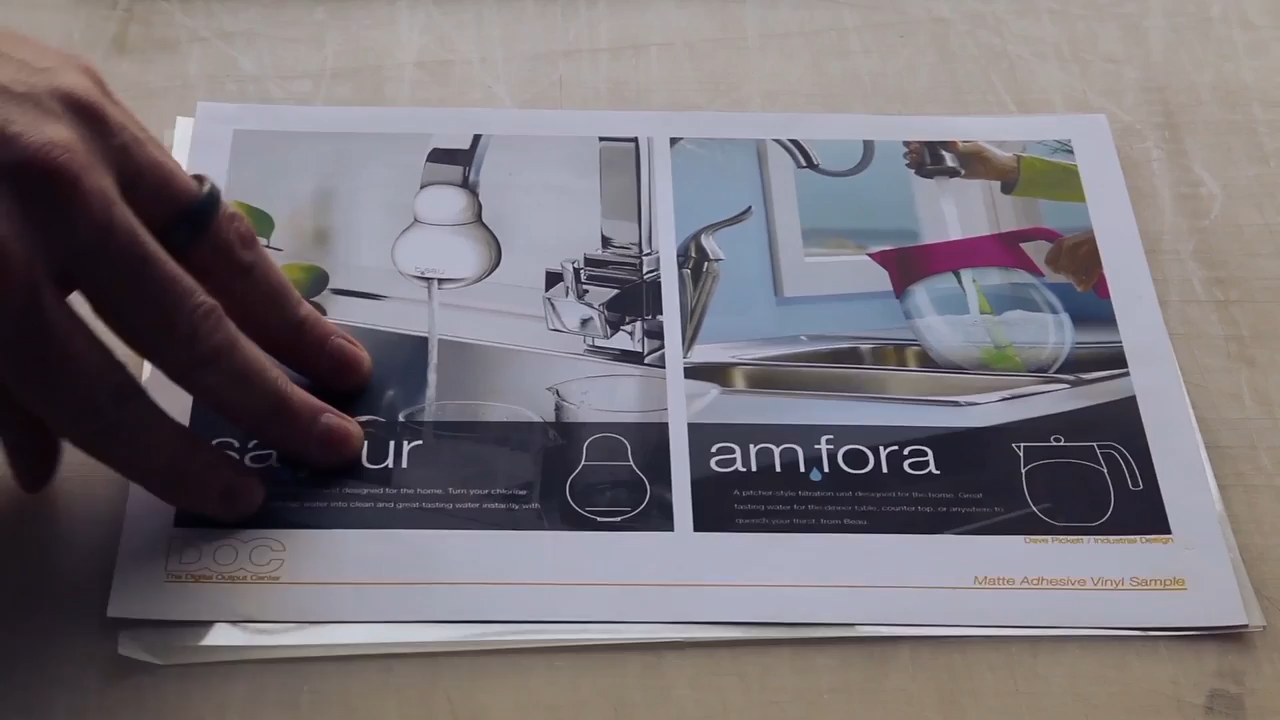 b.eau
sa ur
designed for the home. Turn your chlorine-
water into clean and great-tasting water instantly with
amfora
A pitcher-style filtration unit designed for the home. Great
tasting water for the dinner table, counter top, or anywhere to
quench your thirst, from Beau.
Dave Pickett / Industrial Design
DOC
The Digital Output Center
Matte Adhesive Vinyl Sample